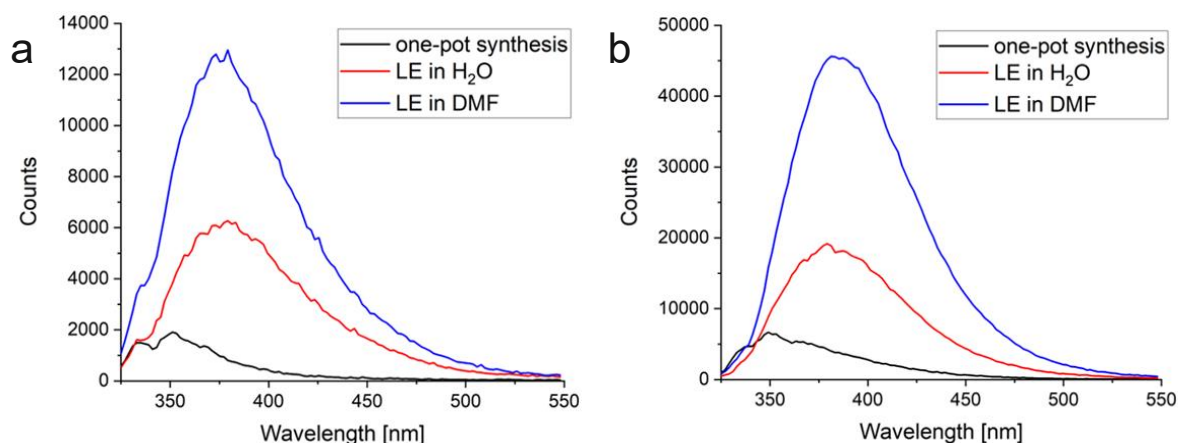 a
14000
12000
10000
8000
6000
4000
2000
0
350 400 450 500 550
Counts
Wavelength [nm]
one-pot synthesis
LE in H₂O
LE in DMF
b
50000
40000
30000
20000
10000
0
350 400 450 500 550
Counts
Wavelength [nm]
one-pot synthesis
LE in H₂O
LE in DMF